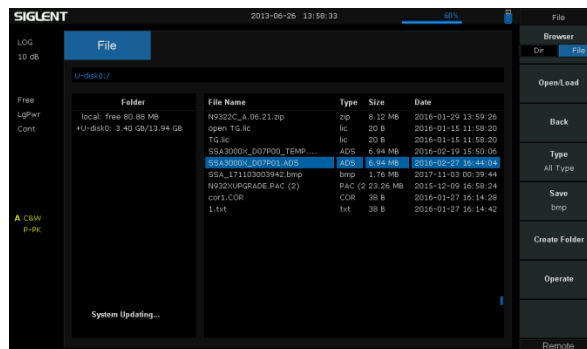 SIGLENT 2013-06-26 13:58:33 60% File
LOG
10 dB
Free
LgPwr
Cont
A C&W
P-PK
File
U-disk0:/
Folder
local: free 80.88 MB
+U-disk0: 3.40 GB/13.94 GB
System Updating...
File Name Type Size Date
N9322C_A.06.21.zip zip 8.12 MB 2016-01-29 13:59:26
open TG.lic lic 20 B 2016-01-15 11:58:20
TG.lic lic 20 B 2016-01-15 11:58:20
SSA3000X_D07P00_TEMP.... ADS 6.94 MB 2016-02-19 15:50:06
SSA3000X_D07P01.ADS ADS 6.94 MB 2016-02-27 16:44:04
SSA_171103003942.bmp bmp 1.76 MB 2017-11-03 00:39:44
N932XUPGRADE.PAC (2) PAC (2 23.26 MB 2015-12-09 16:58:24
cor1.COR COR 38 B 2016-01-27 16:14:28
1.txt txt 38 B 2016-01-27 16:14:42
Browser
Dir File
Open/Load
Back
Type
All Type
Save
bmp
Create Folder
Operate
Remote